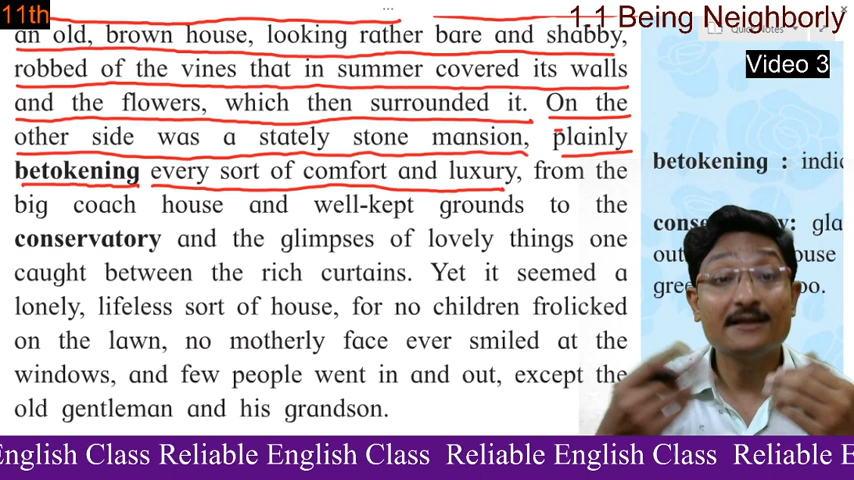 11th
1.1 Being Neighborly
Quick Notes
Video 3
an old, brown house, looking rather bare and shabby,
robbed of the vines that in summer covered its walls
and the flowers, which then surrounded it. On the
other side was a stately stone mansion, plainly
betokening every sort of comfort and luxury, from the
big coach house and well-kept grounds to the
conservatory and the glimpses of lovely things one
caught between the rich curtains. Yet it seemed a
lonely, lifeless sort of house, for no children frolicked
on the lawn, no motherly face ever smiled at the
windows, and few people went in and out, except the
old gentleman and his grandson.
betokening : indic
English Class Reliable English Class Reliable English Class Reliable E